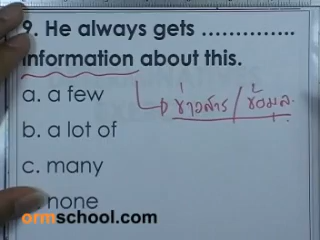 9. He always gets ..............
information about this.
a. a few
ข่าวสาร / ข้อมูล
b. a lot of
c. many
none
ormschool.com